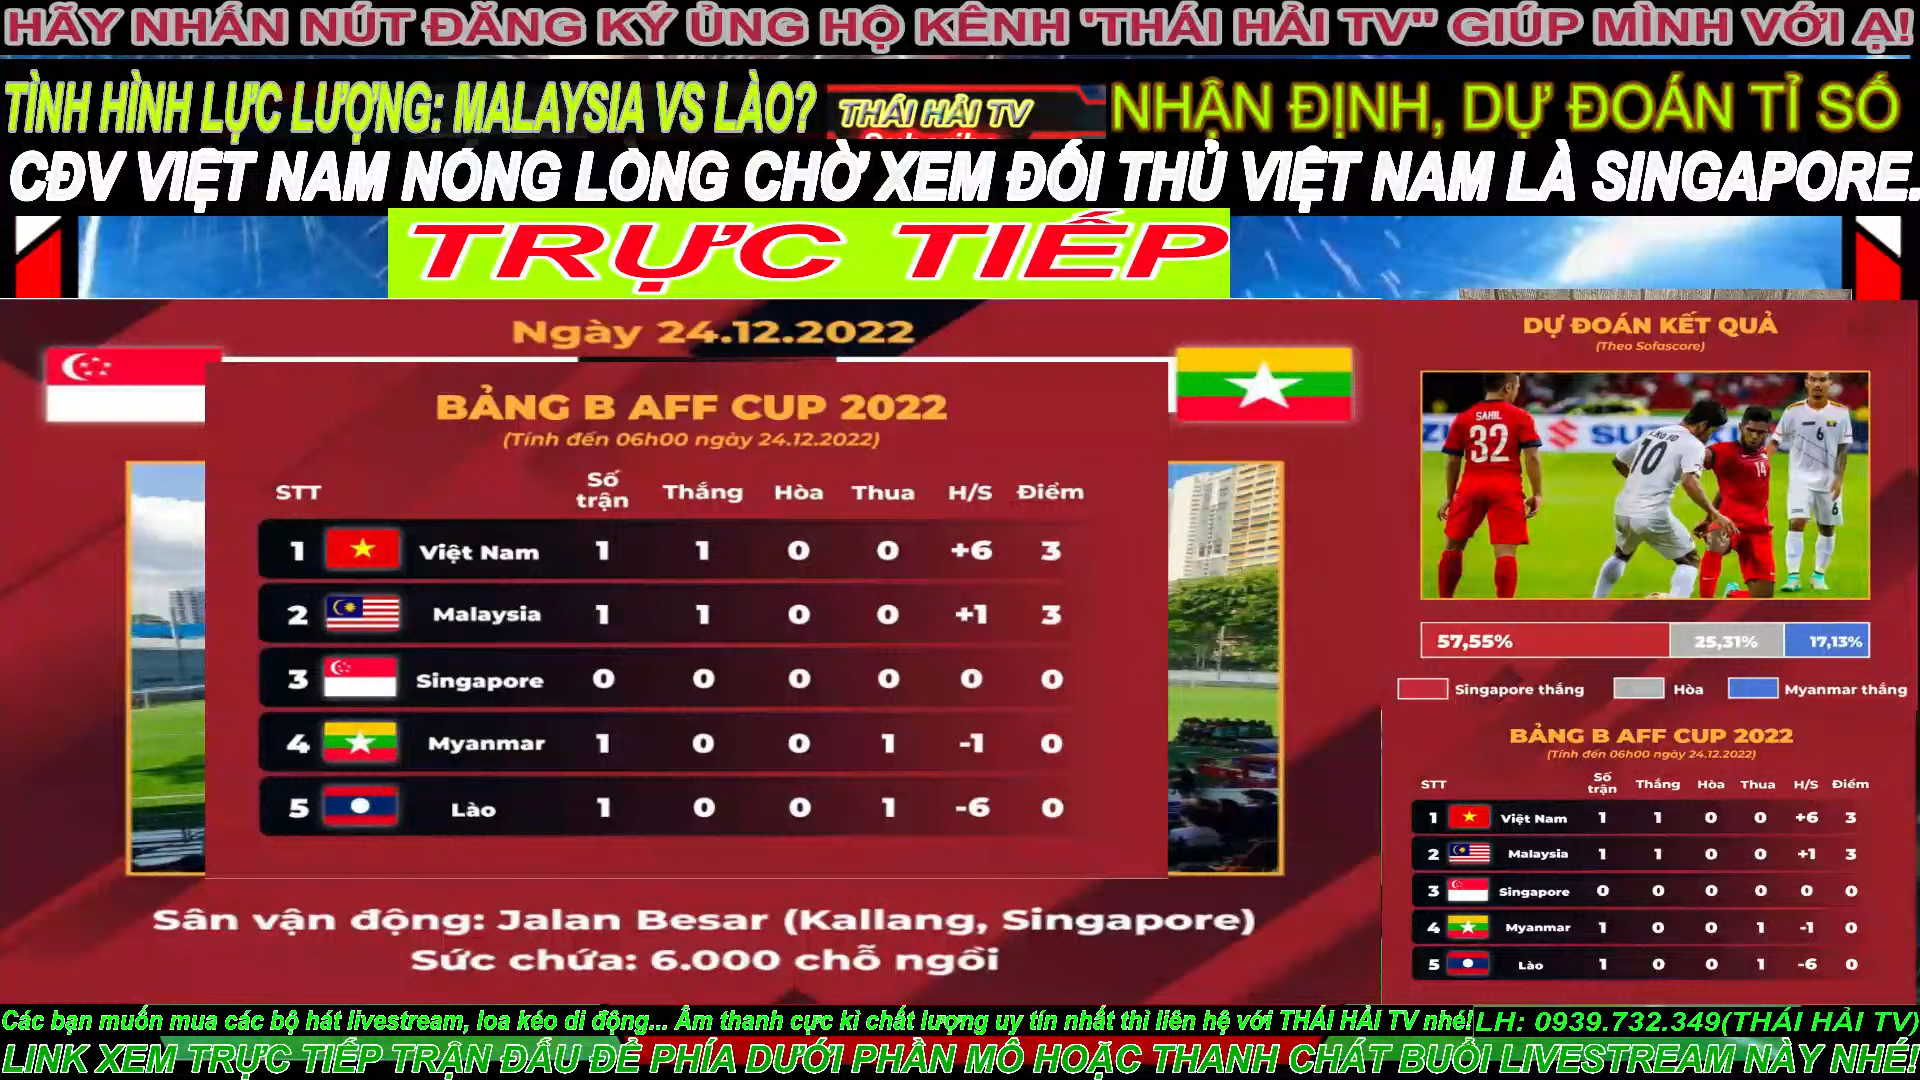 HÃY NHẤN NÚT ĐĂNG KÝ ỦNG HỘ KÊNH 'THÁI HẢI TV" GIÚP MÌNH VỚI Ạ!
TÌNH HÌNH LỰC LƯỢNG: MALAYSIA VS LÀO?
THÁI HẢI TV
NHẬN ĐỊNH, DỰ ĐOÁN TỈ SỐ
CĐV VIỆT NAM NÓNG LÒNG CHỜ XEM ĐỐI THỦ VIỆT NAM LÀ SINGAPORE.
TRỰC TIẾP
Ngày 24.12.2022
BẢNG B AFF CUP 2022
(Tính đến 06h00 ngày 24.12.2022)
STT Số trận Thắng Hòa Thua H/S Điểm
1 Việt Nam 1 1 0 0 +6 3
2 Malaysia 1 1 0 0 +1 3
3 Singapore 0 0 0 0 0 0
4 Myanmar 1 0 0 1 -1 0
5 Lào 1 0 0 1 -6 0
Sân vận động: Jalan Besar (Kallang, Singapore)
Sức chứa: 6.000 chỗ ngồi
DỰ ĐOÁN KẾT QUẢ
(Theo Sofascore)
SAHIL
32
10
14
6
6
57,55% 25,31% 17,13%
Singapore thắng Hòa Myanmar thắng
BẢNG B AFF CUP 2022
(Tính đến 06h00 ngày 24.12.2022)
STT Số trận Thắng Hòa Thua H/S Điểm
1 Việt Nam 1 1 0 0 +6 3
2 Malaysia 1 1 0 0 +1 3
3 Singapore 0 0 0 0 0 0
4 Myanmar 1 0 0 1 -1 0
5 Lào 1 0 0 1 -6 0
Các bạn muốn mua các bộ hát livestream, loa kéo di động... Âm thanh cực kì chất lượng uy tín nhất thì liên hệ với THÁI HẢI TV nhé!
LH: 0939.732.349(THÁI HẢI TV)
LINK XEM TRỰC TIẾP TRẬN ĐẤU ĐỂ PHÍA DƯỚI PHẦN MÔ HOẶC THANH CHÁT BUỔI LIVESTREAM NÀY NHÉ!